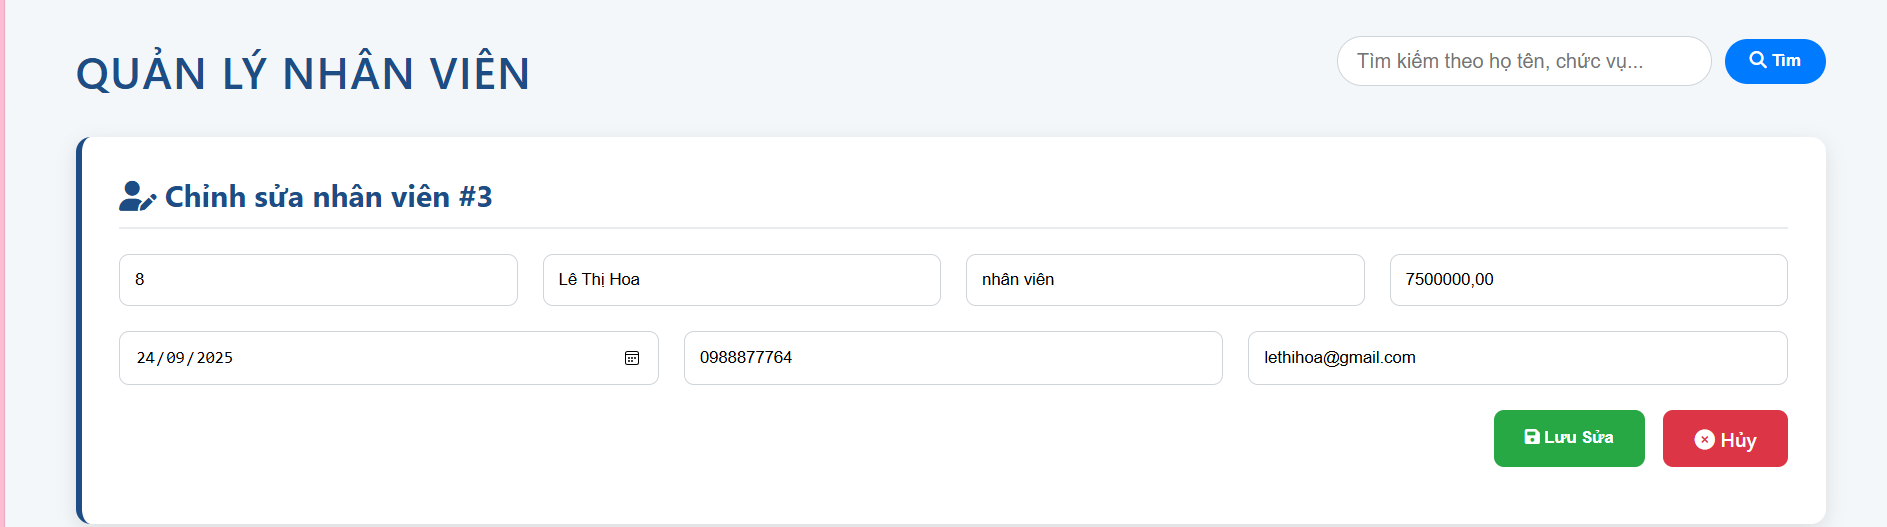 QUẢN LÝ NHÂN VIÊN
Tìm kiếm theo họ tên, chức vụ...
Tìm
Chỉnh sửa nhân viên #3
8
Lê Thị Hoa
nhân viên
7500000,00
24/09/2025
0988877764
lethihoa@gmail.com
Lưu Sửa
Hủy